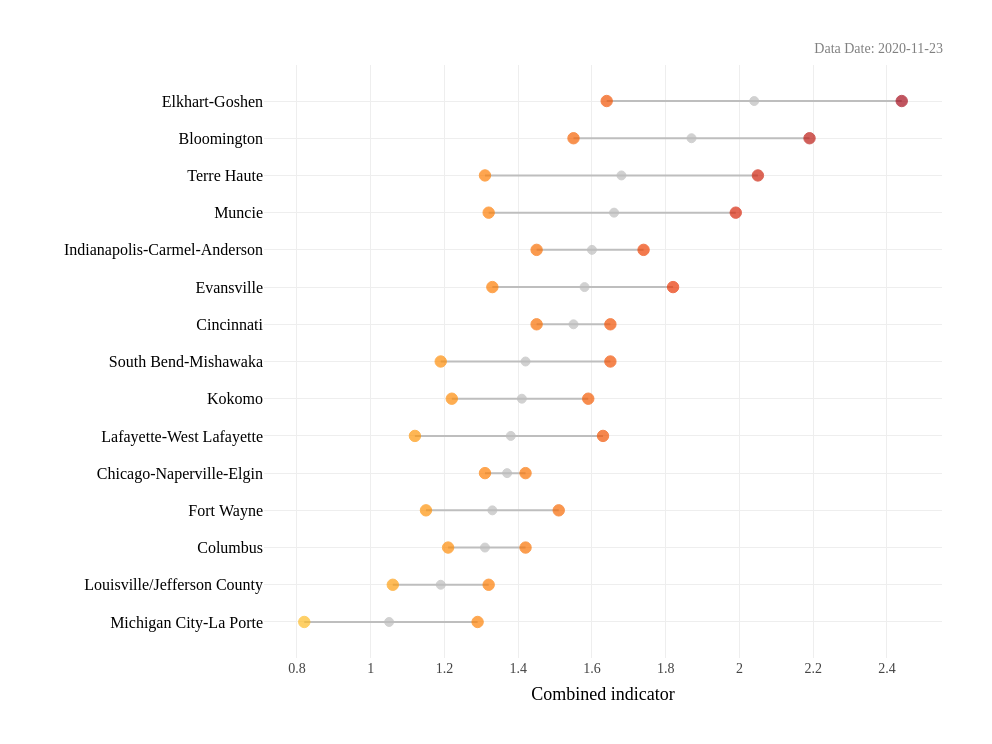 Data Date: 2020-11-23
Elkhart-Goshen
Bloomington
Terre Haute
Muncie
Indianapolis-Carmel-Anderson
Evansville
Cincinnati
South Bend-Mishawaka
Kokomo
Lafayette-West Lafayette
Chicago-Naperville-Elgin
Fort Wayne
Columbus
Louisville/Jefferson County
Michigan City-La Porte
0.8 1 1.2 1.4 1.6 1.8 2 2.2 2.4
Combined indicator